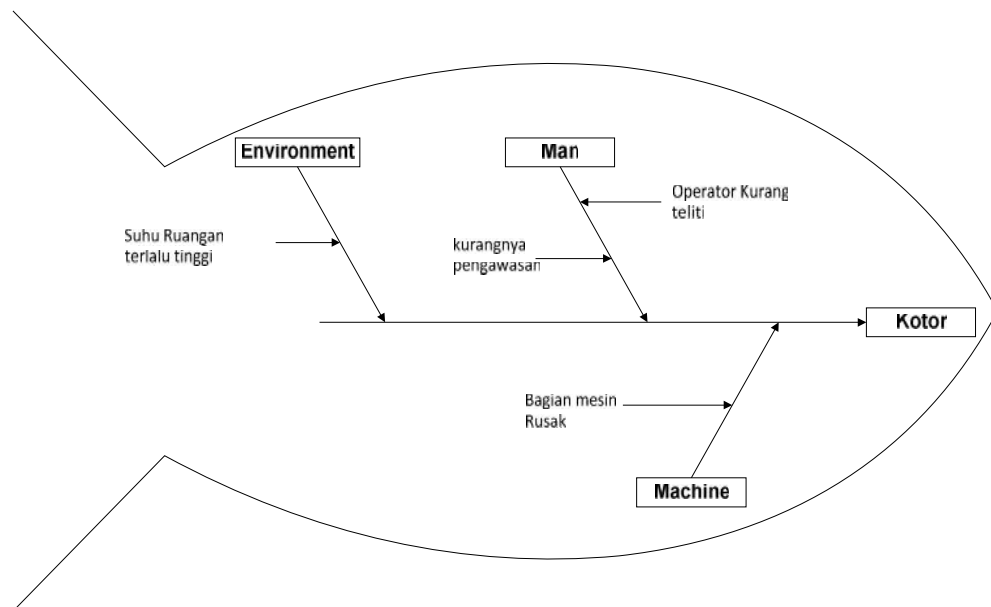 Environment
Man
Operator Kurang
teliti
Suhu Ruangan
terlalu tinggi
kurangnya
pengawasan
Kotor
Bagian mesin
Rusak
Machine